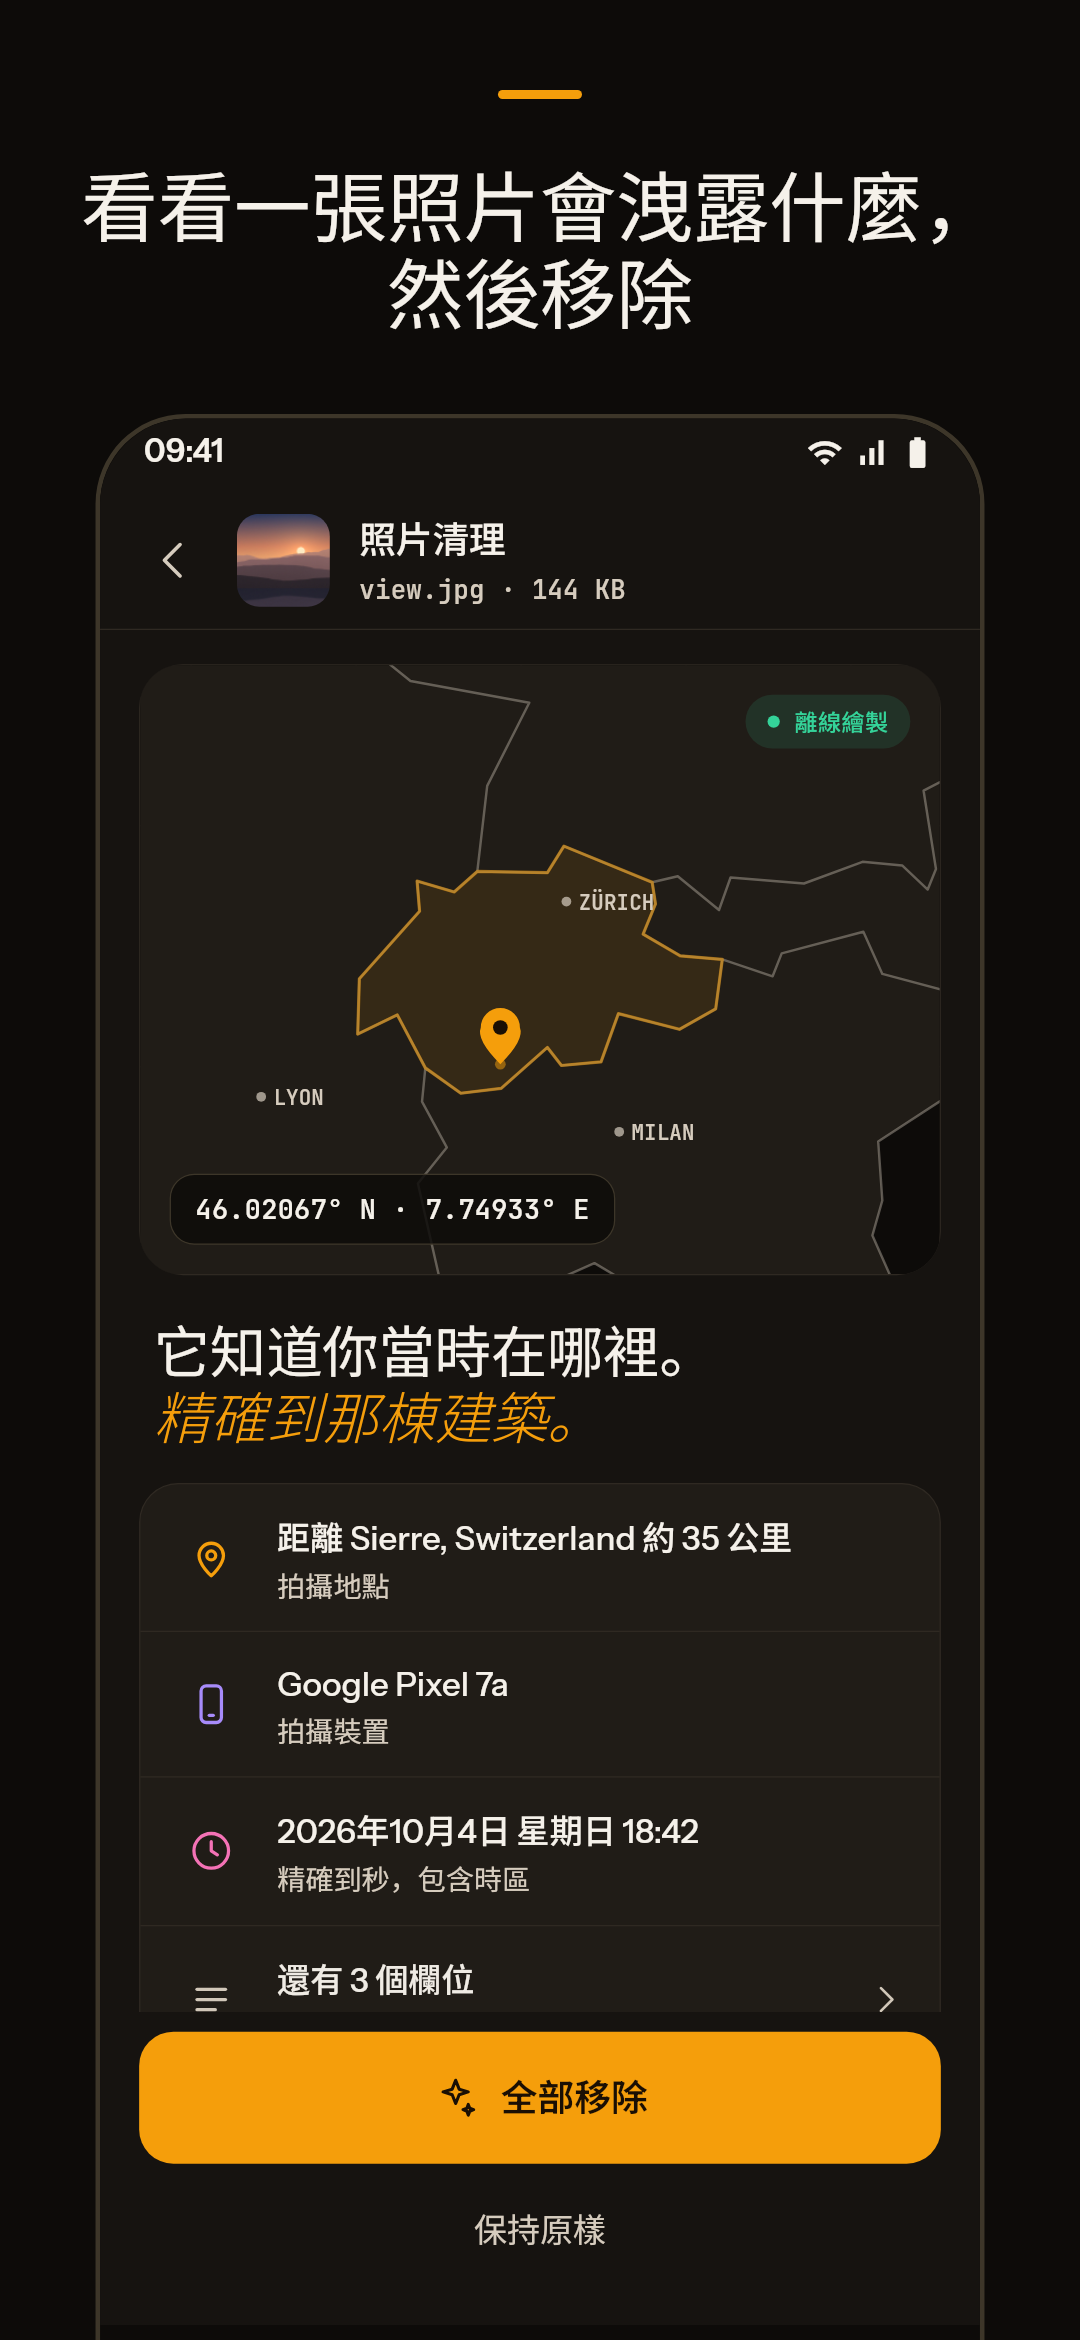 看看一張照片會洩露什麼，
然後移除
09:41
照片清理
view.jpg · 144 KB
離線繪製
ZÜRICH
LYON
MILAN
46.02067° N · 7.74933° E
它知道你當時在哪裡。
精確到那棟建築。
距離 Sierre, Switzerland 約 35 公里
拍攝地點
Google Pixel 7a
拍攝裝置
2026年10月4日 星期日 18:42
精確到秒，包含時區
還有 3 個欄位
全部移除
保持原樣